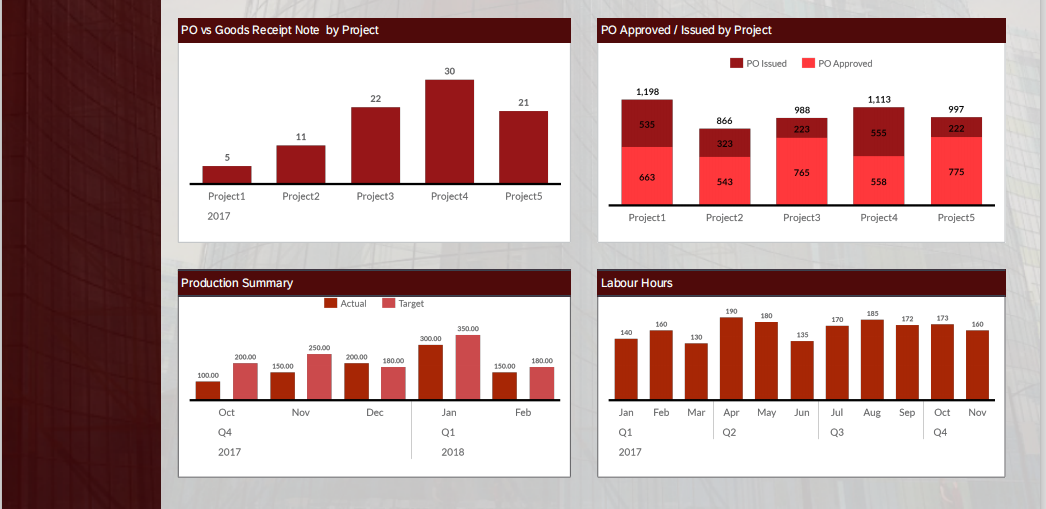 PO vs Goods Receipt Note by Project
30
22
21
11
5
Project1 Project2 Project3 Project4 Project5
2017
PO Approved / Issued by Project
PO Issued PO Approved
1,198 866 988 1,113 997
535 323 223 555 222
663 543 765 558 775
Project1 Project2 Project3 Project4 Project5
Production Summary
Actual Target
100.00 200.00 150.00 250.00 200.00 180.00 300.00 350.00 150.00 180.00
Oct Nov Dec Jan Feb
Q4 Q1
2017 2018
Labour Hours
140 160 130 190 180 135 170 185 172 173 160
Jan Feb Mar Apr May Jun Jul Aug Sep Oct Nov
Q1 Q2 Q3 Q4
2017